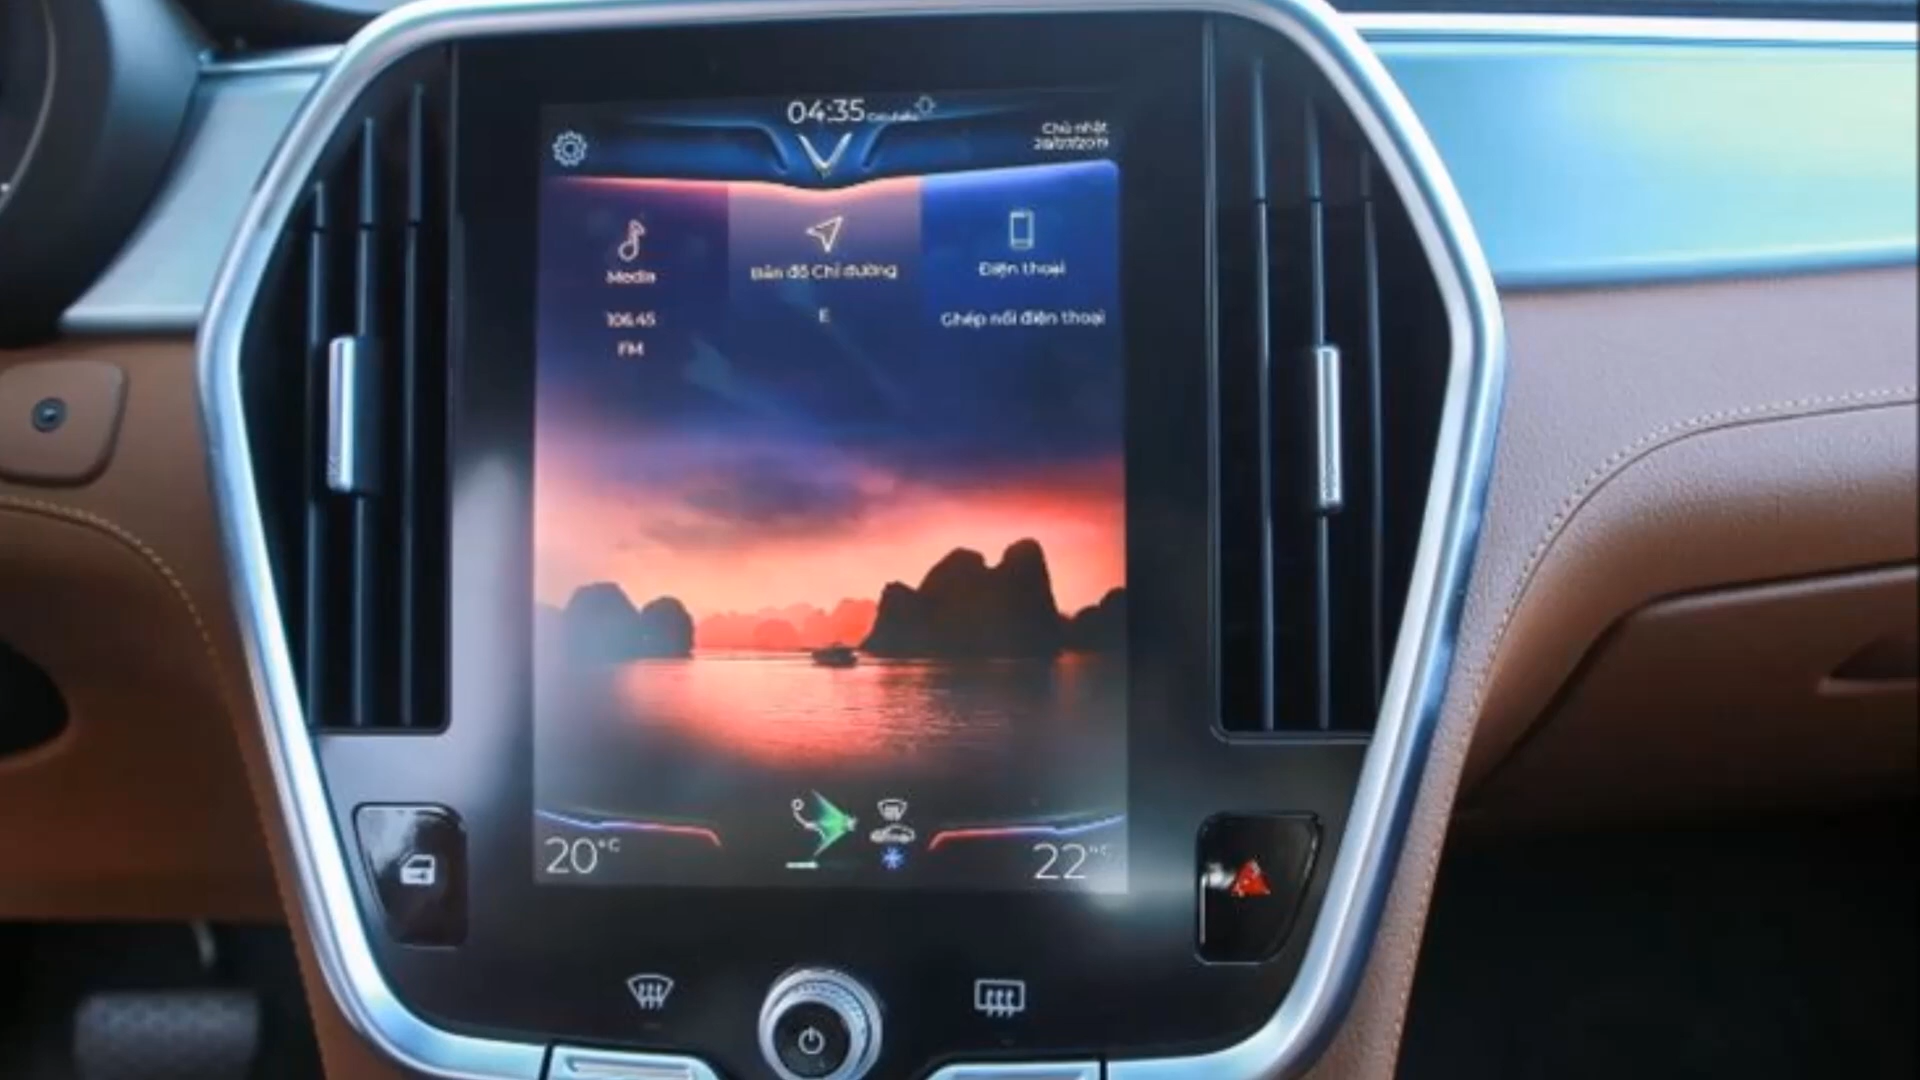 04:35
Chủ nhật
28/07/2019
Media
Bản đồ Chỉ đường
Điện thoại
106.45
E
Ghép nối điện thoại
FM
20°C
22°C